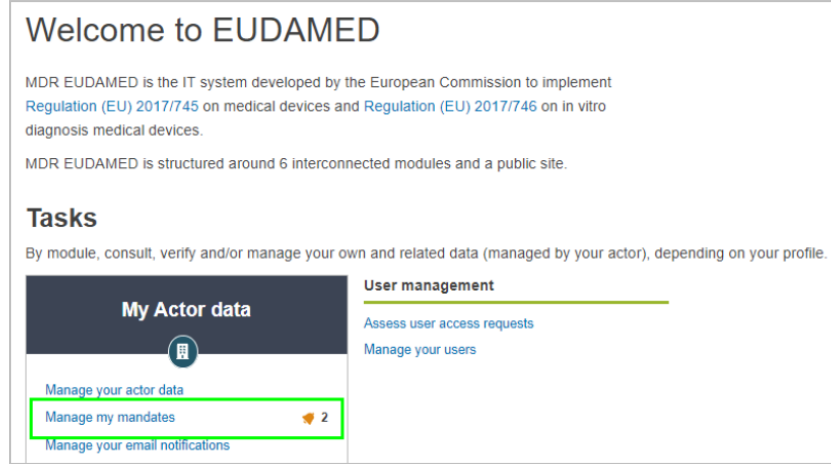 Welcome to EUDAMED
MDR EUDAMED is the IT system developed by the European Commission to implement
Regulation (EU) 2017/745 on medical devices and Regulation (EU) 2017/746 on in vitro
diagnosis medical devices.
MDR EUDAMED is structured around 6 interconnected modules and a public site.
Tasks
By module, consult, verify and/or manage your own and related data (managed by your actor), depending on your profile.
My Actor data
Manage your actor data
Manage my mandates 2
Manage your email notifications
User management
Assess user access requests
Manage your users